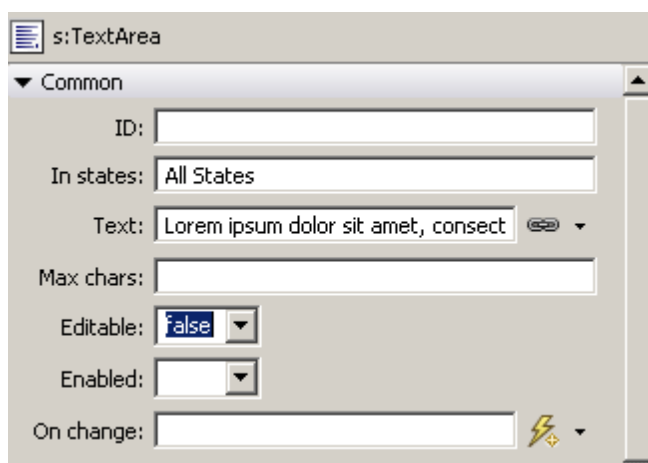 s:TextArea
Common
ID:
In states: All States
Text: Lorem ipsum dolor sit amet, consect
Max chars:
Editable: false
Enabled:
On change: